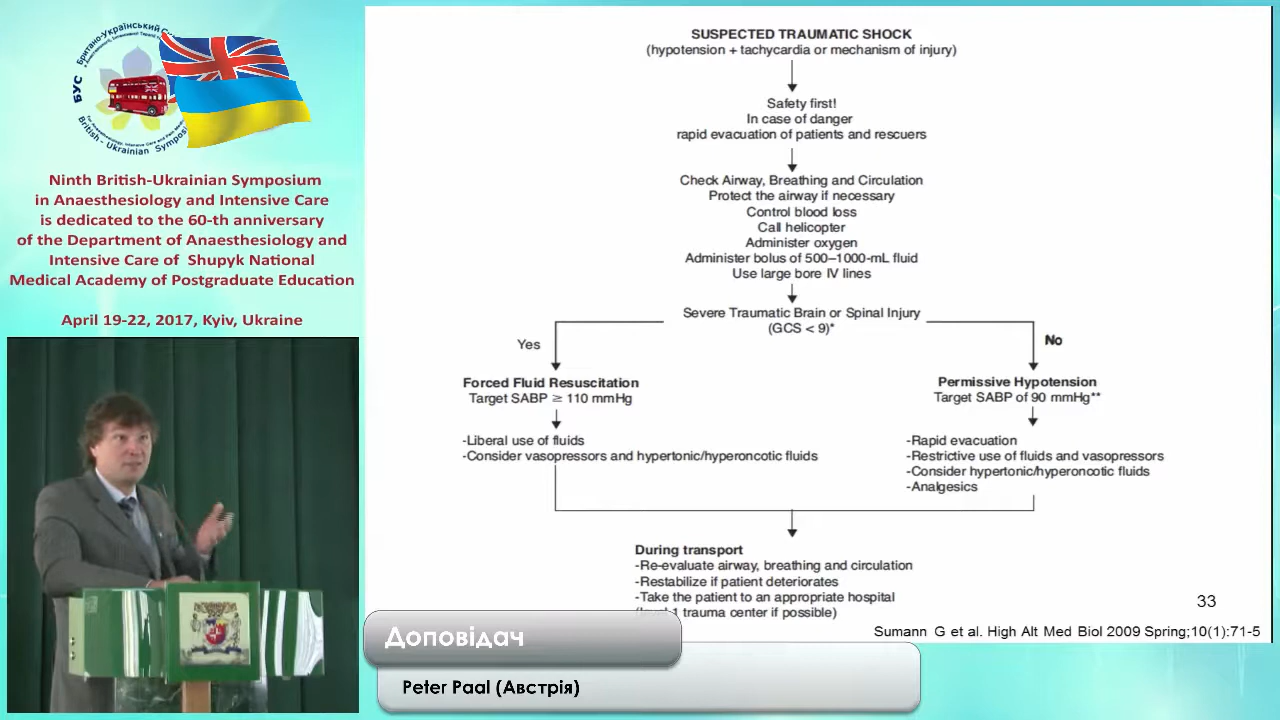 Британо-Український С
БУС
British - Ukrainian Symposi
Ninth British-Ukrainian Symposium
in Anaesthesiology and Intensive Care
is dedicated to the 60-th anniversary
of the Department of Anaesthesiology and
Intensive Care of Shupyk National
Medical Academy of Postgraduate Education
April 19-22, 2017, Kyiv, Ukraine
SUSPECTED TRAUMATIC SHOCK
(hypotension + tachycardia or mechanism of injury)
Safety first!
In case of danger
rapid evacuation of patients and rescuers
Check Airway, Breathing and Circulation
Protect the airway if necessary
Control blood loss
Call helicopter
Administer oxygen
Administer bolus of 500–1000-mL fluid
Use large bore IV lines
Severe Traumatic Brain or Spinal Injury
(GCS < 9)*
Yes
No
Forced Fluid Resuscitation
Target SABP ≥ 110 mmHg
-Liberal use of fluids
-Consider vasopressors and hypertonic/hyperoncotic fluids
Permissive Hypotension
Target SABP of 90 mmHg**
-Rapid evacuation
-Restrictive use of fluids and vasopressors
-Consider hypertonic/hyperoncotic fluids
-Analgesics
During transport
-Re-evaluate airway, breathing and circulation
-Restabilize if patient deteriorates
-Take the patient to an appropriate hospital
(level 1 trauma center if possible)
33
Sumann G et al. High Alt Med Biol 2009 Spring;10(1):71-5
Доповідач
Peter Paal (Австрія)